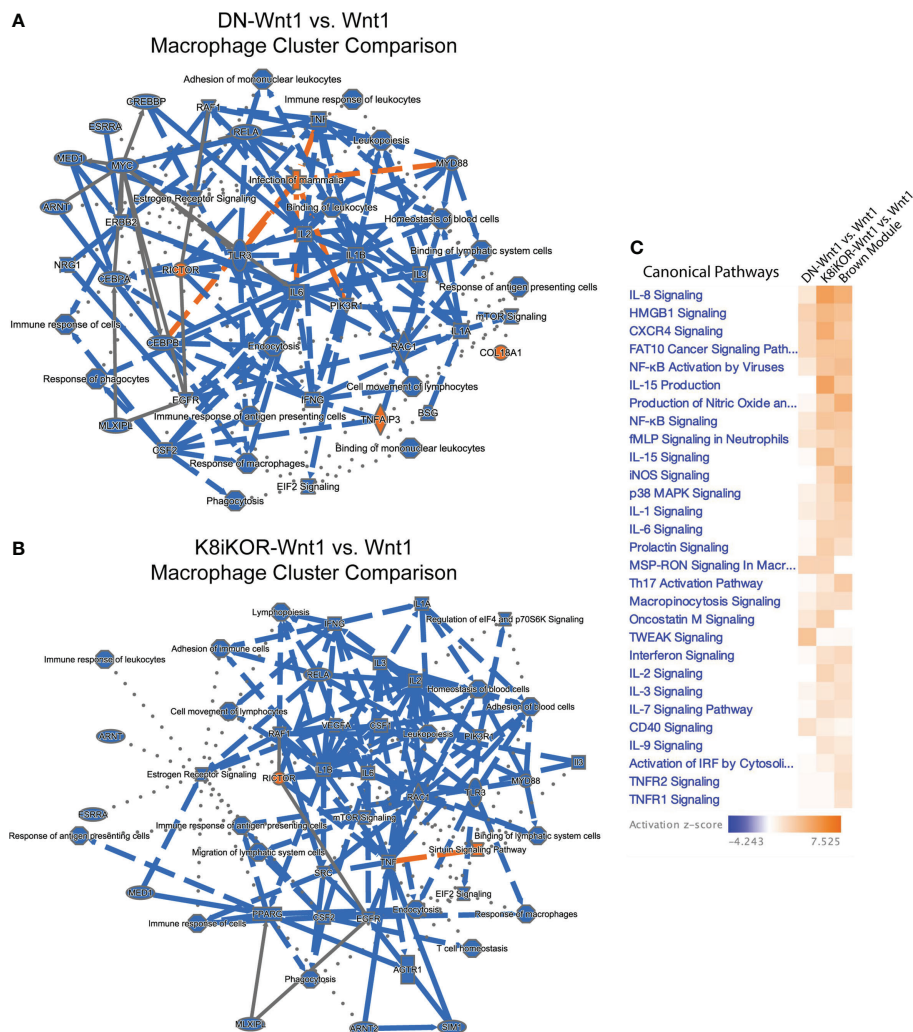 A
DN-Wnt1 vs. Wnt1
Macrophage Cluster Comparison
Adhesion of mononuclear leukocytes
CREBBP
RAF1
Immune response of leukocytes
TNF
ESRRA
RELA
Leukopoiesis
MED1
MYC
MYD88
Infection of mammalia
Estrogen Receptor Signaling
ARNT
Binding of leukocytes
ERBB2
Homeostasis of blood cells
IL2
TLR3
IL1B
Binding of lymphatic system cells
NRG1
CEBPA
RICTOR
IL3
Response of antigen presenting cells
IL6
PIK3R1
mTOR Signaling
Immune response of cells
IL1A
CEBPB
Endocytosis
RAC1
COL18A1
Response of phagocytes
Cell movement of lymphocytes
EGFR
IFNG
MLXIPL
Immune response of antigen presenting cells
TNFAIP3
BSG
CSF2
Binding of mononuclear leukocytes
Response of macrophages
EIF2 Signaling
Phagocytosis
B
K8iKOR-Wnt1 vs. Wnt1
Macrophage Cluster Comparison
Lymphopoiesis
IL1A
IFNG
Regulation of eIF4 and p70S6K Signaling
Adhesion of immune cells
Immune response of leukocytes
IL3
RELA
IL2
Homeostasis of blood cells
Adhesion of blood cells
Cell movement of lymphocytes
VEGFA
CSF1
ARNT
RAF1
Leukopoiesis
PIK3R1
Estrogen Receptor Signaling
IL1B
IL6
RICTOR
MYD88
TLR3
RAC1
ESRRA
mTOR Signaling
Response of antigen presenting cells
Immune response of antigen presenting cells
Binding of lymphatic system cells
Migration of lymphatic system cells
Sirtuin Signaling Pathway
TNF
SRC
MED1
EIF2 Signaling
Endocytosis
Response of macrophages
Immune response of cells
PPARG
CSF2
EGFR
T cell homeostasis
Phagocytosis
AGTR1
MLXIPL
ARNT2
SIM1
C
Canonical Pathways
DN-Wnt1 vs. Wnt1
K8iKOR-Wnt1 vs. Wnt1
Brown Module
IL-8 Signaling
HMGB1 Signaling
CXCR4 Signaling
FAT10 Cancer Signaling Path...
NF-κB Activation by Viruses
IL-15 Production
Production of Nitric Oxide an...
NF-κB Signaling
fMLP Signaling in Neutrophils
IL-15 Signaling
iNOS Signaling
p38 MAPK Signaling
IL-1 Signaling
IL-6 Signaling
Prolactin Signaling
MSP-RON Signaling In Macr...
Th17 Activation Pathway
Macropinocytosis Signaling
Oncostatin M Signaling
TWEAK Signaling
Interferon Signaling
IL-2 Signaling
IL-3 Signaling
IL-7 Signaling Pathway
CD40 Signaling
IL-9 Signaling
Activation of IRF by Cytosoli...
TNFR2 Signaling
TNFR1 Signaling
Activation z-score
-4.243
7.525